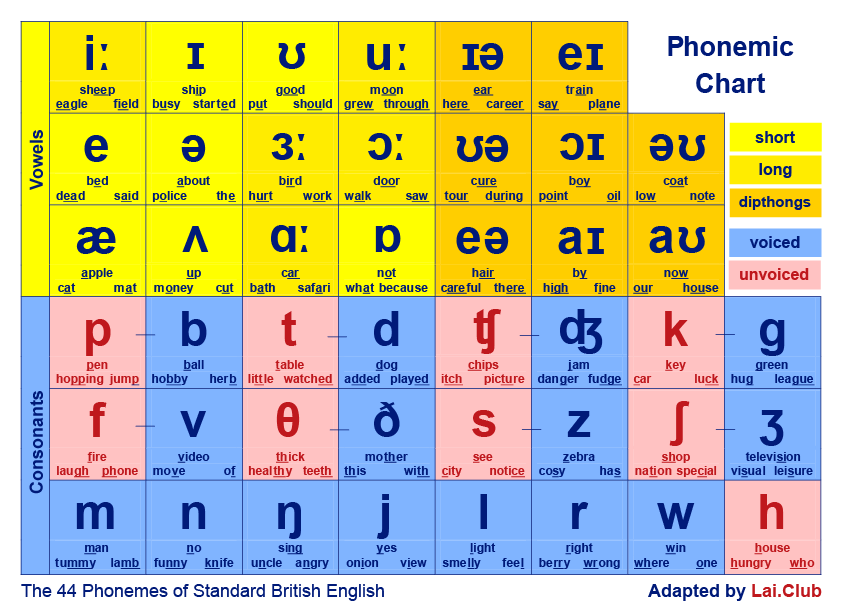 Phonemic
Chart
Vowels
iː ɪ ʊ uː ɪə eɪ
sheep ship good moon ear train
eagle field busy started put should grew through here career say plane
e ə ɜː ɔː ʊə ɔɪ əʊ
bed about bird door cure boy coat
dead said police the hurt work walk saw tour during point oil low note
æ ʌ ɑː ɒ eə aɪ aʊ
apple up car not hair by now
cat mat money cut bath safari what because careful there high fine our house
short
long
dipthongs
voiced
unvoiced
Consonants
p b t d ʧ ʤ k g
pen ball table dog chips jam key green
hopping jump hobby herb little watched added played itch picture danger fudge car luck hug league
f v θ ð s z ʃ ʒ
fire video thick mother see zebra shop television
laugh phone move of healthy teeth this with city notice cosy has nation special visual leisure
m n ŋ j l r w h
man no sing yes light right win house
tummy lamb funny knife uncle angry onion view smelly feel berry wrong where one hungry who
The 44 Phonemes of Standard British English
Adapted by Lai.Club